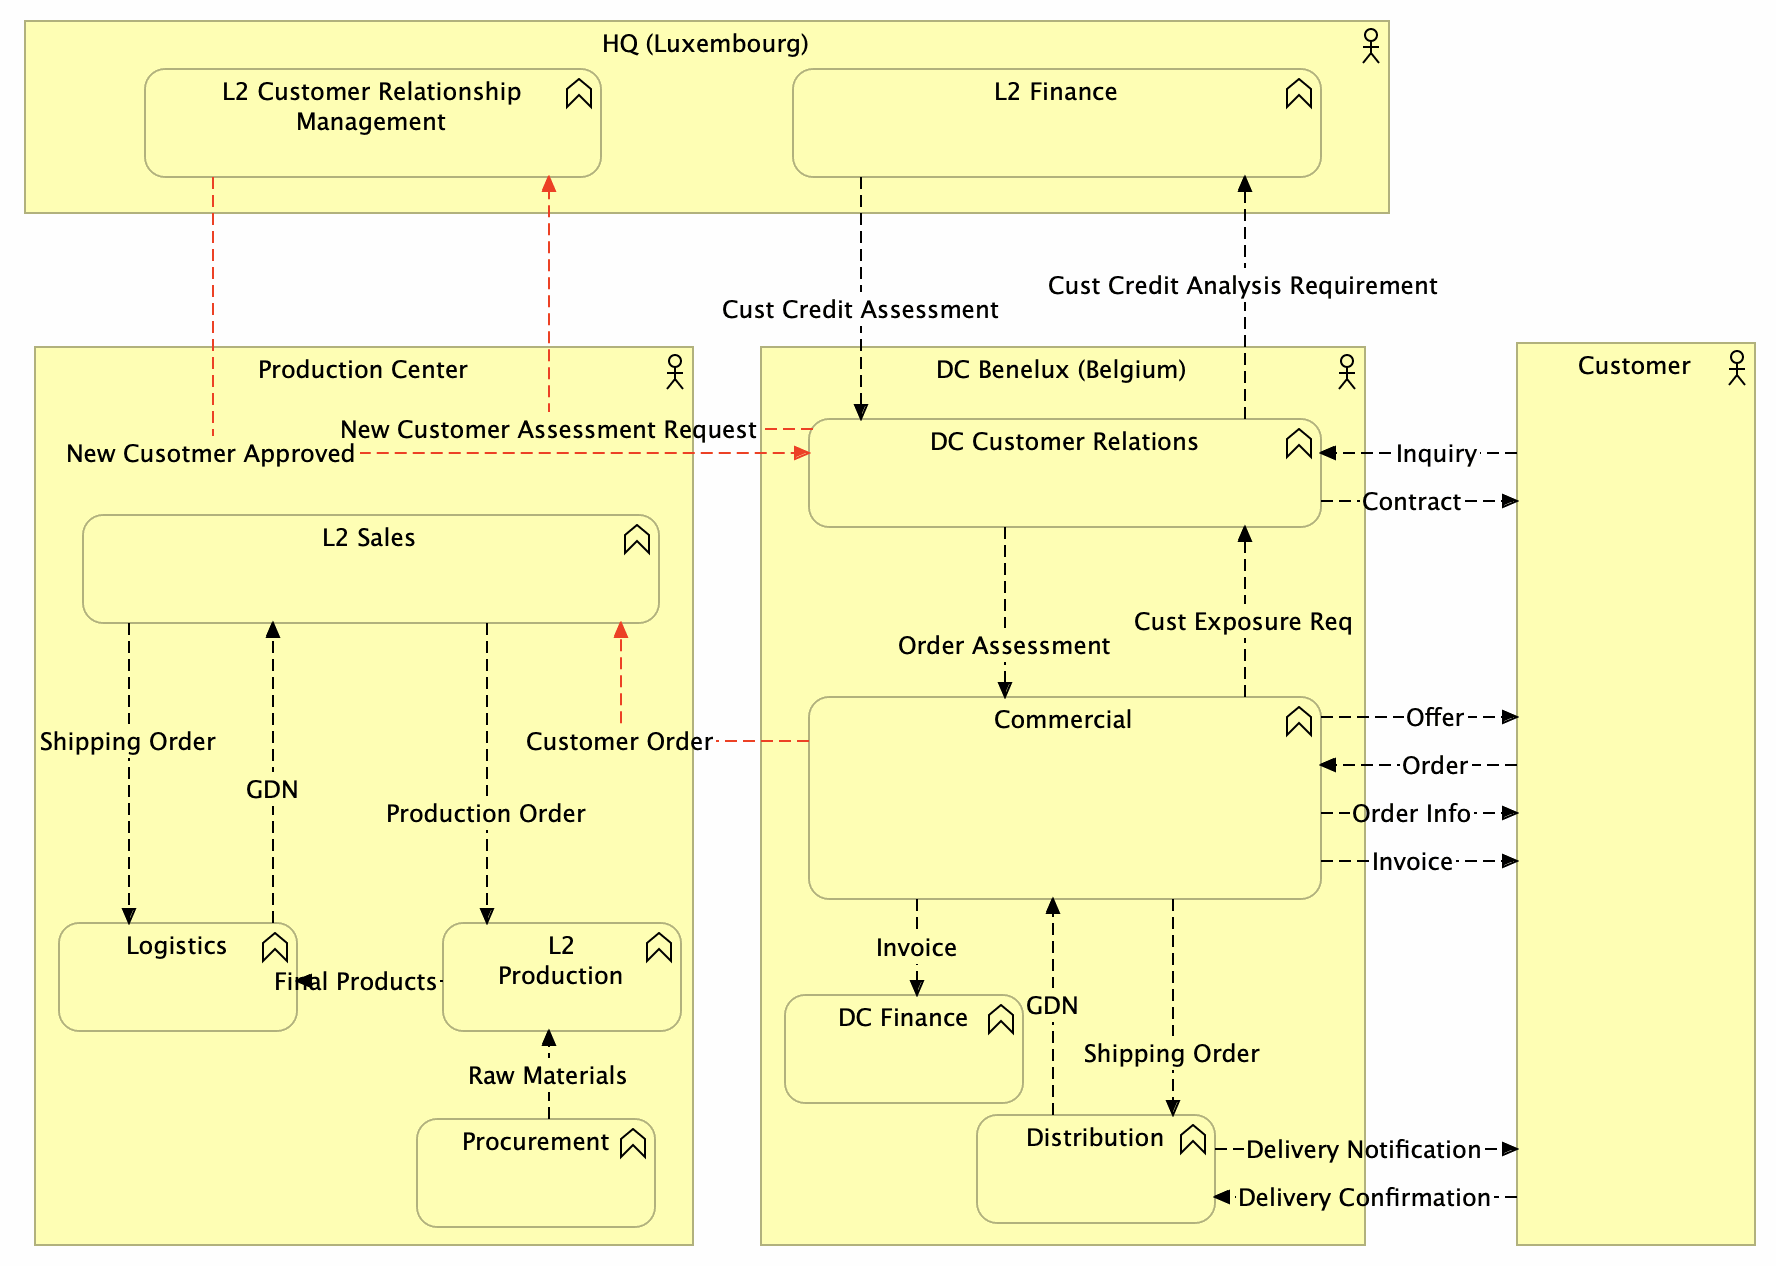 HQ (Luxembourg)
L2 Customer Relationship
Management
L2 Finance
Cust Credit Analysis Requirement
Cust Credit Assessment
Production Center
DC Benelux (Belgium)
Customer
New Customer Assessment Request
DC Customer Relations
New Cusotmer Approved
Inquiry
Contract
L2 Sales
Cust Exposure Req
Order Assessment
Commercial
Offer
Shipping Order
Customer Order
Order
GDN
Production Order
Order Info
Invoice
Logistics
L2
Production
Final Products
Invoice
GDN
DC Finance
Shipping Order
Raw Materials
Procurement
Distribution
Delivery Notification
Delivery Confirmation